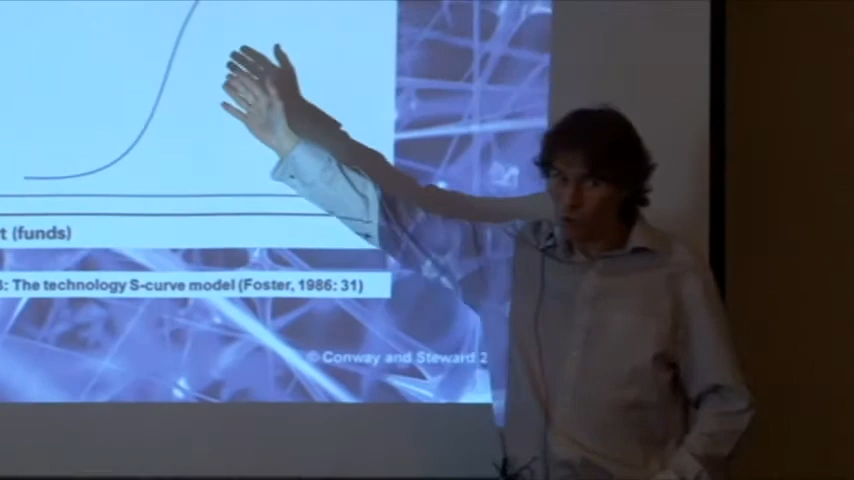 t (funds)
: The technology S-curve model (Foster, 1986: 31)
© Conway and Steward 2